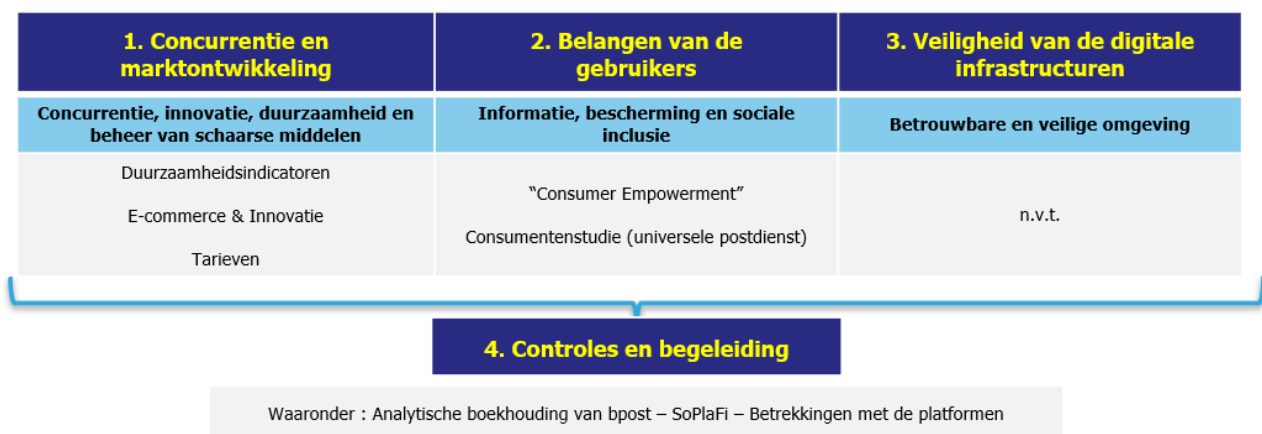 1. Concurrentie en
marktontwikkeling
2. Belangen van de
gebruikers
3. Veiligheid van de digitale
infrastructuren
Concurrentie, innovatie, duurzaamheid en
beheer van schaarse middelen
Informatie, bescherming en sociale
inclusie
Betrouwbare en veilige omgeving
Duurzaamheidsindicatoren
E-commerce & Innovatie
Tarieven
“Consumer Empowerment”
Consumentenstudie (universele postdienst)
n.v.t.
4. Controles en begeleiding
Waaronder : Analytische boekhouding van bpost – SoPlaFi – Betrekkingen met de platformen